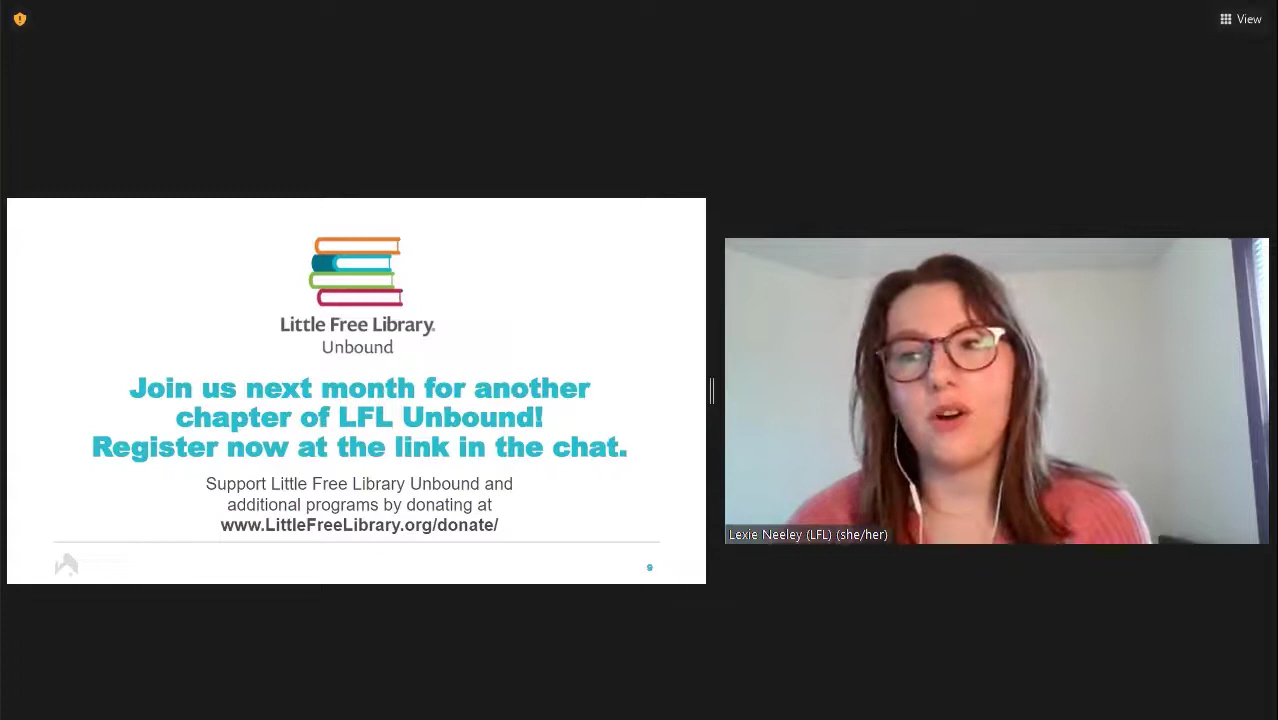 View
Little Free Library®
Unbound
Join us next month for another
chapter of LFL Unbound!
Register now at the link in the chat.
Support Little Free Library Unbound and
additional programs by donating at
www.LittleFreeLibrary.org/donate/
9
Lexie Neeley (LFL) (she/her)